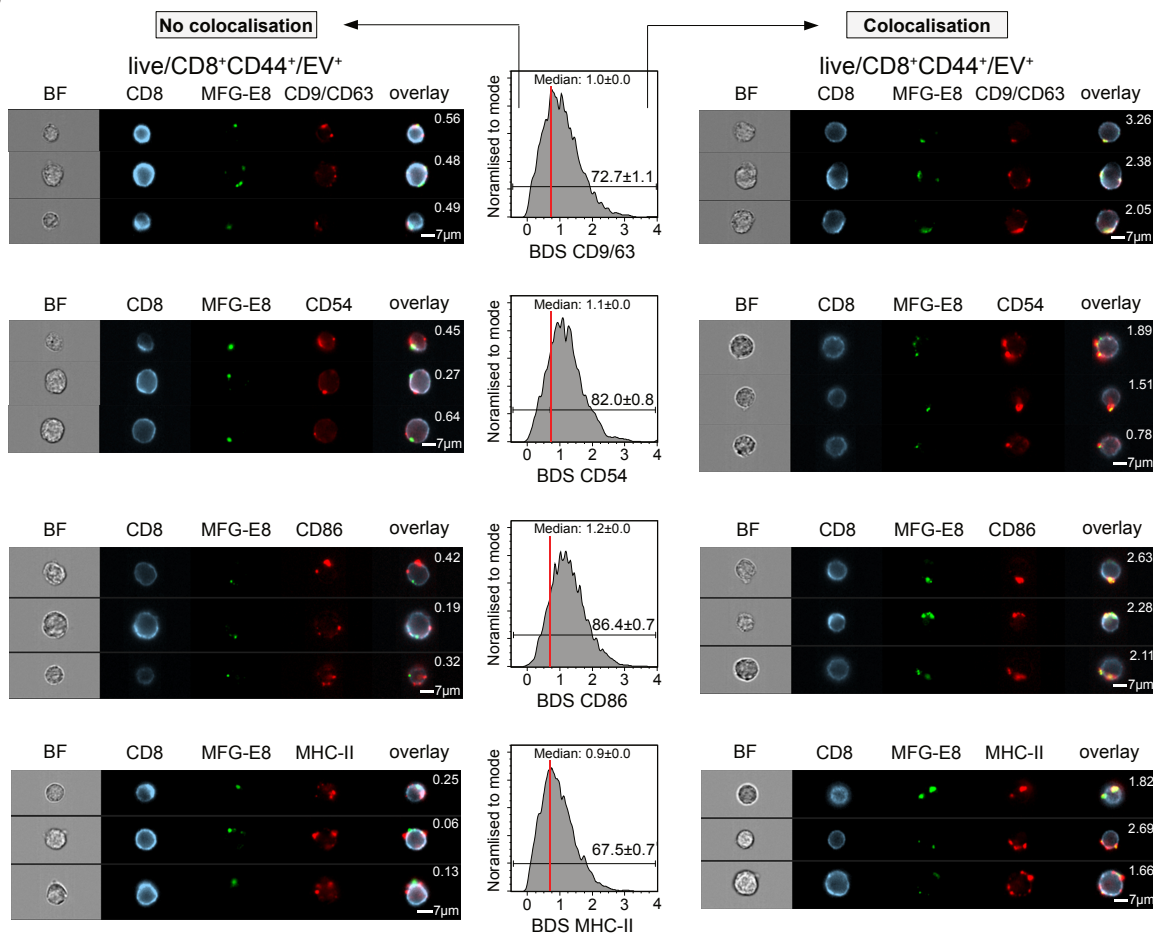 No colocalisation
Colocalisation
live/CD8⁺CD44⁺/EV⁺
live/CD8⁺CD44⁺/EV⁺
BF CD8 MFG-E8 CD9/CD63 overlay
0.56
0.48
0.49
7µm
Noramlised to mode
Median: 1.0±0.0
72.7±1.1
0 1 2 3 4
BDS CD9/63
BF CD8 MFG-E8 CD9/CD63 overlay
3.26
2.38
2.05
7µm
BF CD8 MFG-E8 CD54 overlay
0.45
0.27
0.64
7µm
Noramlised to mode
Median: 1.1±0.0
82.0±0.8
0 1 2 3 4
BDS CD54
BF CD8 MFG-E8 CD54 overlay
1.89
1.51
0.78
7µm
BF CD8 MFG-E8 CD86 overlay
0.42
0.19
0.32
7µm
Noramlised to mode
Median: 1.2±0.0
86.4±0.7
0 1 2 3 4
BDS CD86
BF CD8 MFG-E8 CD86 overlay
2.63
2.28
2.11
7µm
BF CD8 MFG-E8 MHC-II overlay
0.25
0.06
0.13
7µm
Noramlised to mode
Median: 0.9±0.0
67.5±0.7
0 1 2 3 4
BDS MHC-II
BF CD8 MFG-E8 MHC-II overlay
1.82
2.69
1.66
7µm